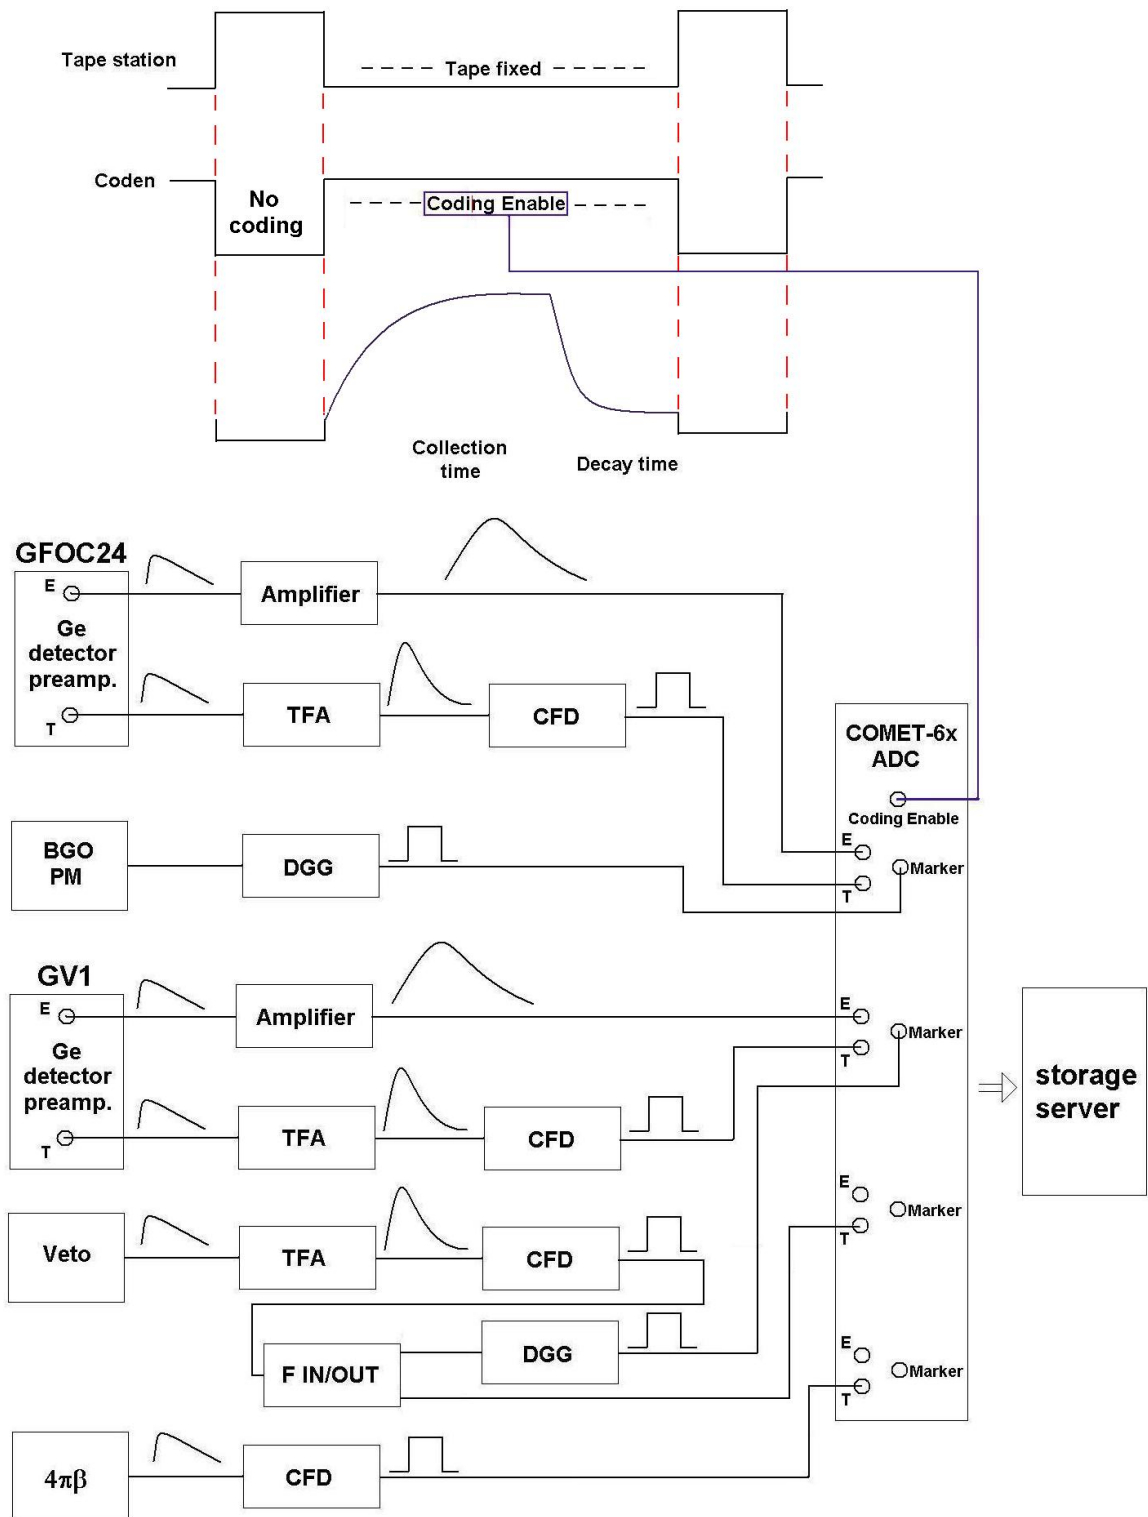 Tape station
Tape fixed
Coden
No
coding
Coding Enable
Collection
time
Decay time
GFOC24
E
Ge
detector
preamp.
T
Amplifier
TFA
CFD
COMET-6x
ADC
Coding Enable
E
Marker
T
BGO
PM
DGG
GV1
E
Ge
detector
preamp.
T
Amplifier
E
Marker
T
TFA
CFD
storage
server
Veto
TFA
CFD
E
Marker
T
F IN/OUT
DGG
E
Marker
T
4πβ
CFD